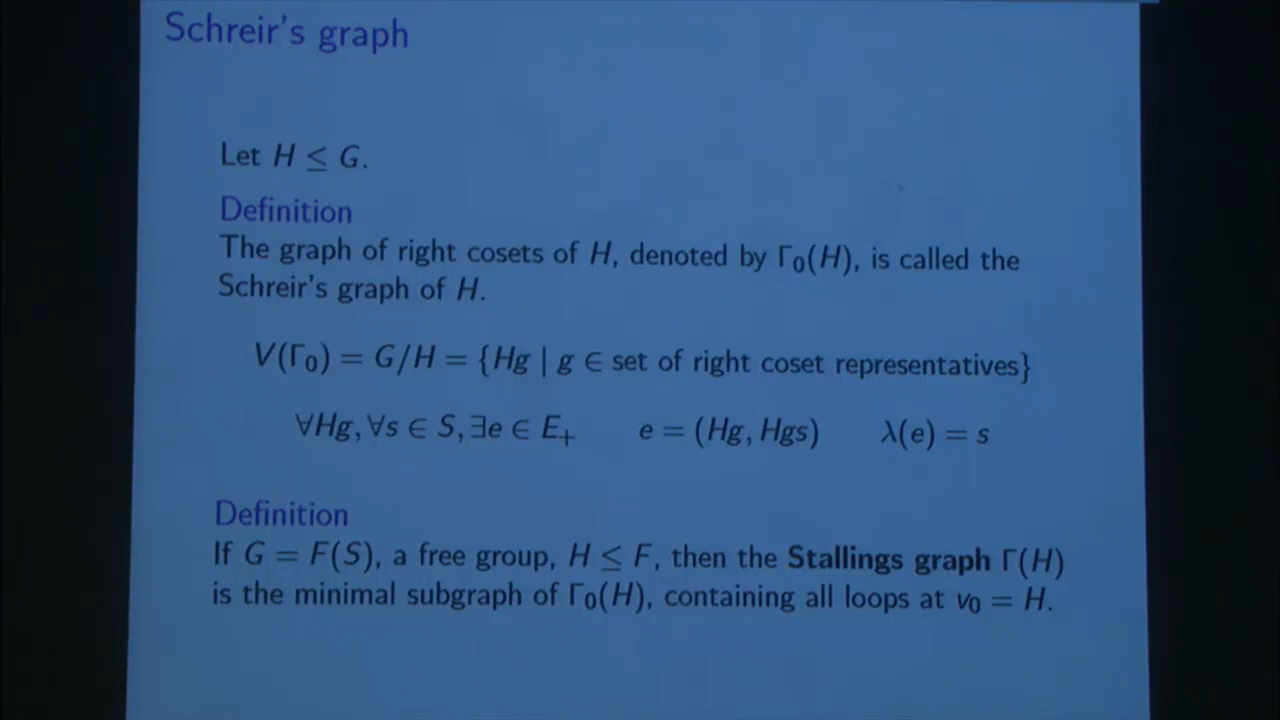 Schreir's graph
Let H ≤ G.
Definition
The graph of right cosets of H, denoted by Γ₀(H), is called the
Schreir's graph of H.
V(Γ₀) = G/H = {Hg | g ∈ set of right coset representatives}
∀Hg, ∀s ∈ S, ∃e ∈ E₊ e = (Hg, Hgs) λ(e) = s
Definition
If G = F(S), a free group, H ≤ F, then the Stallings graph Γ(H)
is the minimal subgraph of Γ₀(H), containing all loops at v₀ = H.